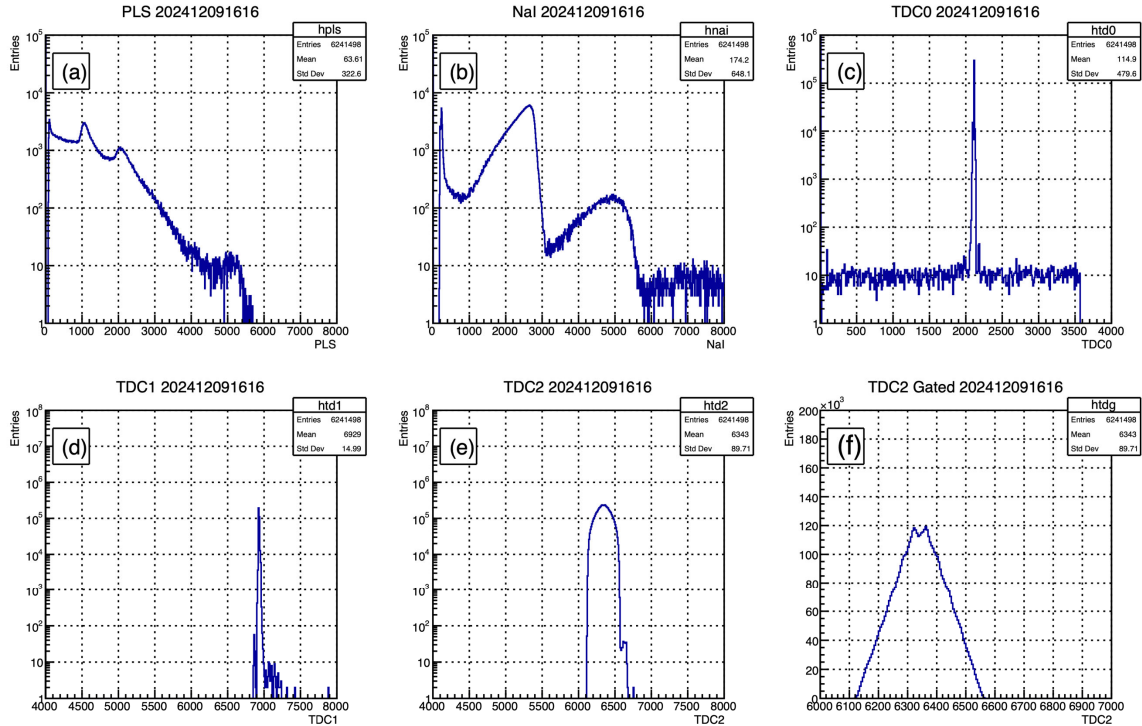 PLS 202412091616
hpls
Entries 6241498
Mean 63.61
Std Dev 322.6
(a)
Entries
10^5
10^4
10^3
10^2
10
1
0 1000 2000 3000 4000 5000 6000 7000 8000
PLS
NaI 202412091616
hnai
Entries 6241498
Mean 174.2
Std Dev 648.1
(b)
Entries
10^5
10^4
10^3
10^2
10
1
0 1000 2000 3000 4000 5000 6000 7000 8000
NaI
TDC0 202412091616
htd0
Entries 6241498
Mean 114.9
Std Dev 479.6
(c)
Entries
10^6
10^5
10^4
10^3
10^2
10
1
0 500 1000 1500 2000 2500 3000 3500 4000
TDC0
TDC1 202412091616
htd1
Entries 6241498
Mean 6929
Std Dev 14.99
(d)
Entries
10^8
10^7
10^6
10^5
10^4
10^3
10^2
10
1
4000 4500 5000 5500 6000 6500 7000 7500 8000
TDC1
TDC2 202412091616
htd2
Entries 6241498
Mean 6343
Std Dev 89.71
(e)
Entries
10^8
10^7
10^6
10^5
10^4
10^3
10^2
10
1
4000 4500 5000 5500 6000 6500 7000 7500 8000
TDC2
TDC2 Gated 202412091616
htdg
Entries 6241498
Mean 6343
Std Dev 89.71
(f)
Entries
×10^3
200
180
160
140
120
100
80
60
40
20
0
6000 6100 6200 6300 6400 6500 6600 6700 6800 6900 7000
TDC2